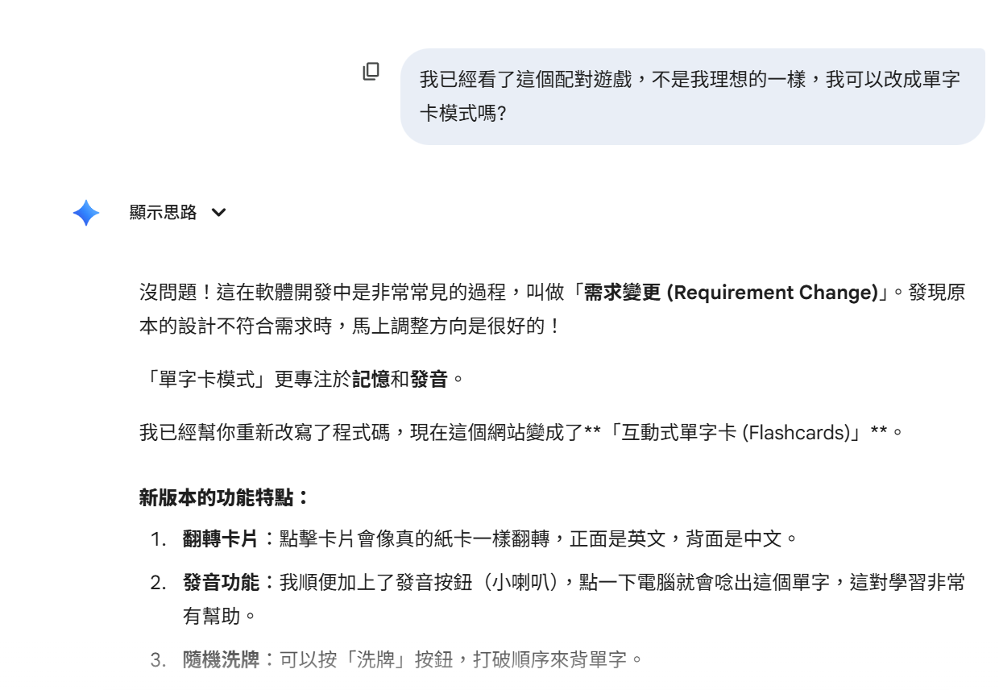 我已經看了這個配對遊戲，不是我理想的一樣，我可以改成單字
卡模式嗎?
顯示思路
沒問題！這在軟體開發中是非常常見的過程，叫做「需求變更 (Requirement Change)」。發現原
本的設計不符合需求時，馬上調整方向是很好的！
「單字卡模式」更專注於記憶和發音。
我已經幫你重新改寫了程式碼，現在這個網站變成了**「互動式單字卡 (Flashcards)」**。
新版本的功能特點：
1. 翻轉卡片：點擊卡片會像真的紙卡一樣翻轉，正面是英文，背面是中文。
2. 發音功能：我順便加上了發音按鈕（小喇叭），點一下電腦就會唸出這個單字，這對學習非常
有幫助。
3. 隨機洗牌：可以按「洗牌」按鈕，打破順序來背單字。